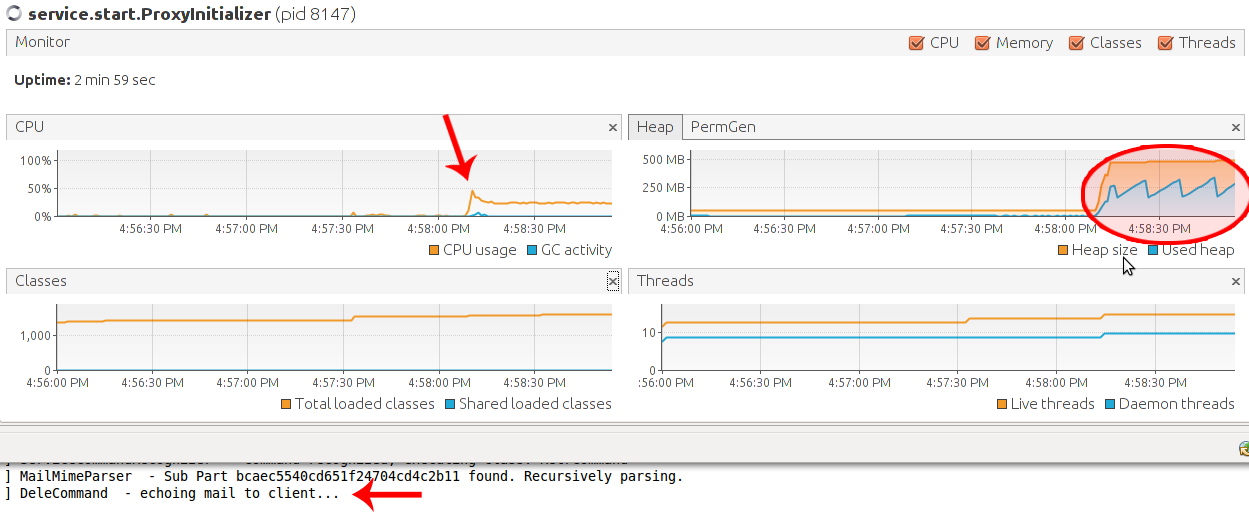 service.start.ProxyInitializer (pid 8147)
Monitor
CPU Memory Classes Threads
Uptime: 2 min 59 sec
CPU
100%
50%
0%
4:56:30 PM 4:57:00 PM 4:57:30 PM 4:58:00 PM 4:58:30 PM
CPU usage GC activity
Heap PermGen
500 MB
250 MB
0 MB
4:56:00 PM 4:56:30 PM 4:57:00 PM 4:57:30 PM 4:58:00 PM 4:58:30 PM
Heap size Used heap
Classes
1,000
0
4:56:00 PM 4:56:30 PM 4:57:00 PM 4:57:30 PM 4:58:00 PM 4:58:30 PM
Total loaded classes Shared loaded classes
Threads
10
0
:56:00 PM 4:56:30 PM 4:57:00 PM 4:57:30 PM 4:58:00 PM 4:58:30 PM
Live threads Daemon threads
] MailMimeParser - Sub Part bcaec5540cd651f24704cd4c2b11 found. Recursively parsing.
] DeleCommand - echoing mail to client...